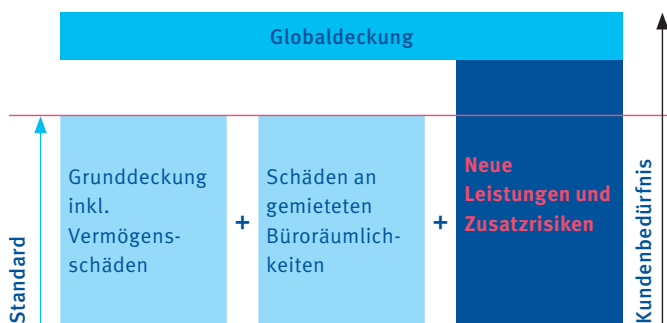 Globaldeckung
Standard
Grunddeckung
inkl.
Vermögens-
schäden
+
Schäden an
gemieteten
Büroräumlich-
keiten
+
Neue
Leistungen und
Zusatzrisiken
Kundenbedürfnis